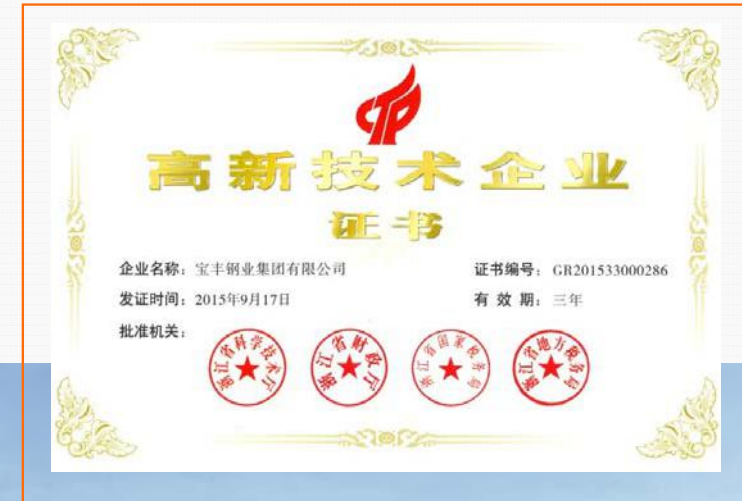 高新技术企业
证书
企业名称：宝丰钢业集团有限公司
证书编号：GR201533000286
发证时间：2015年9月17日
有 效 期：三年
批准机关：
浙江省科学技术厅
浙江省财政厅
浙江省国家税务局
浙江省地方税务局